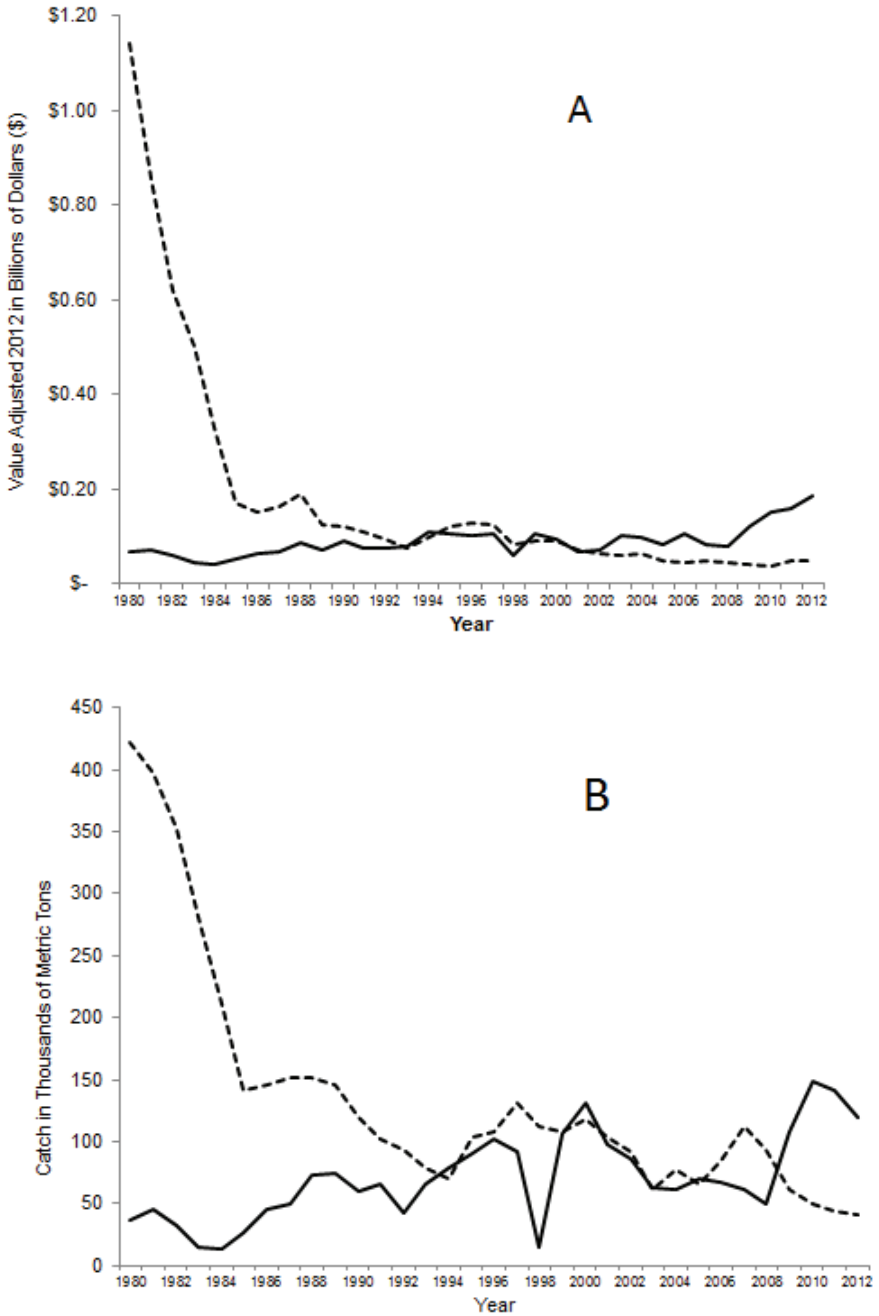 A
Value Adjusted 2012 in Billions of Dollars ($)
$1.20
$1.00
$0.80
$0.60
$0.40
$0.20
$-
1980 1982 1984 1986 1988 1990 1992 1994 1996 1998 2000 2002 2004 2006 2008 2010 2012
Year
B
Catch in Thousands of Metric Tons
450
400
350
300
250
200
150
100
50
0
1980 1982 1984 1986 1988 1990 1992 1994 1996 1998 2000 2002 2004 2006 2008 2010 2012
Year